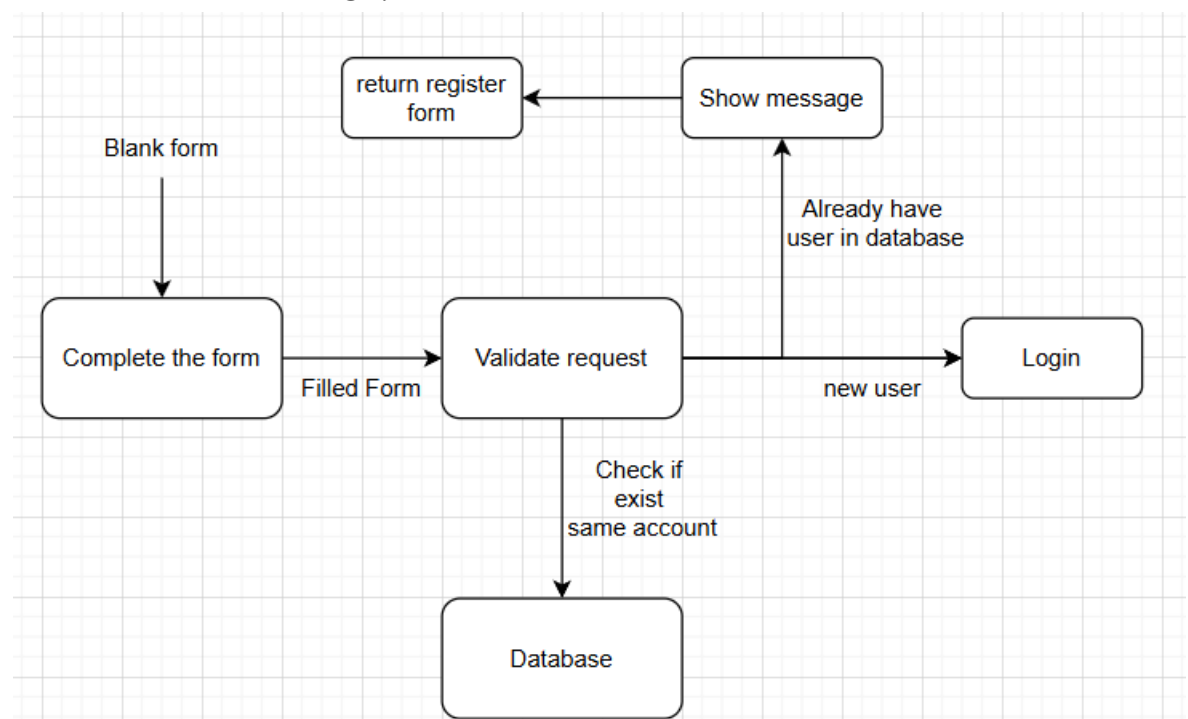 return register
form
Show message
Blank form
Already have
user in database
Complete the form
Filled Form
Validate request
new user
Login
Check if
exist
same account
Database